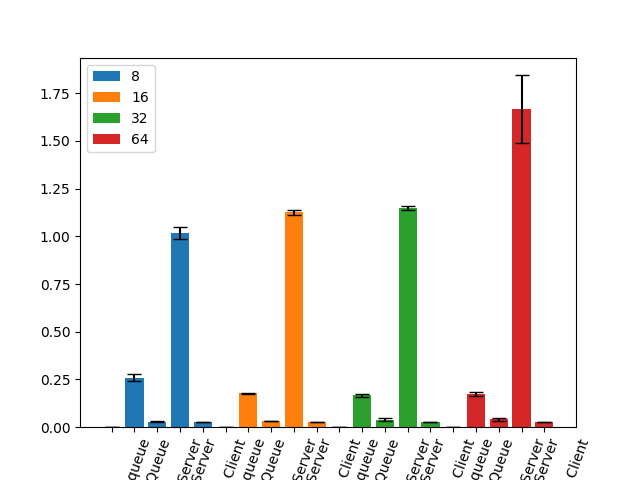 8
16
32
64
1.75
1.50
1.25
1.00
0.75
0.50
0.25
0.00
queue
Queue
Server
Server
Client
queue
Queue
Server
Server
Client
queue
Queue
Server
Server
Client
queue
Queue
Server
Server
Client